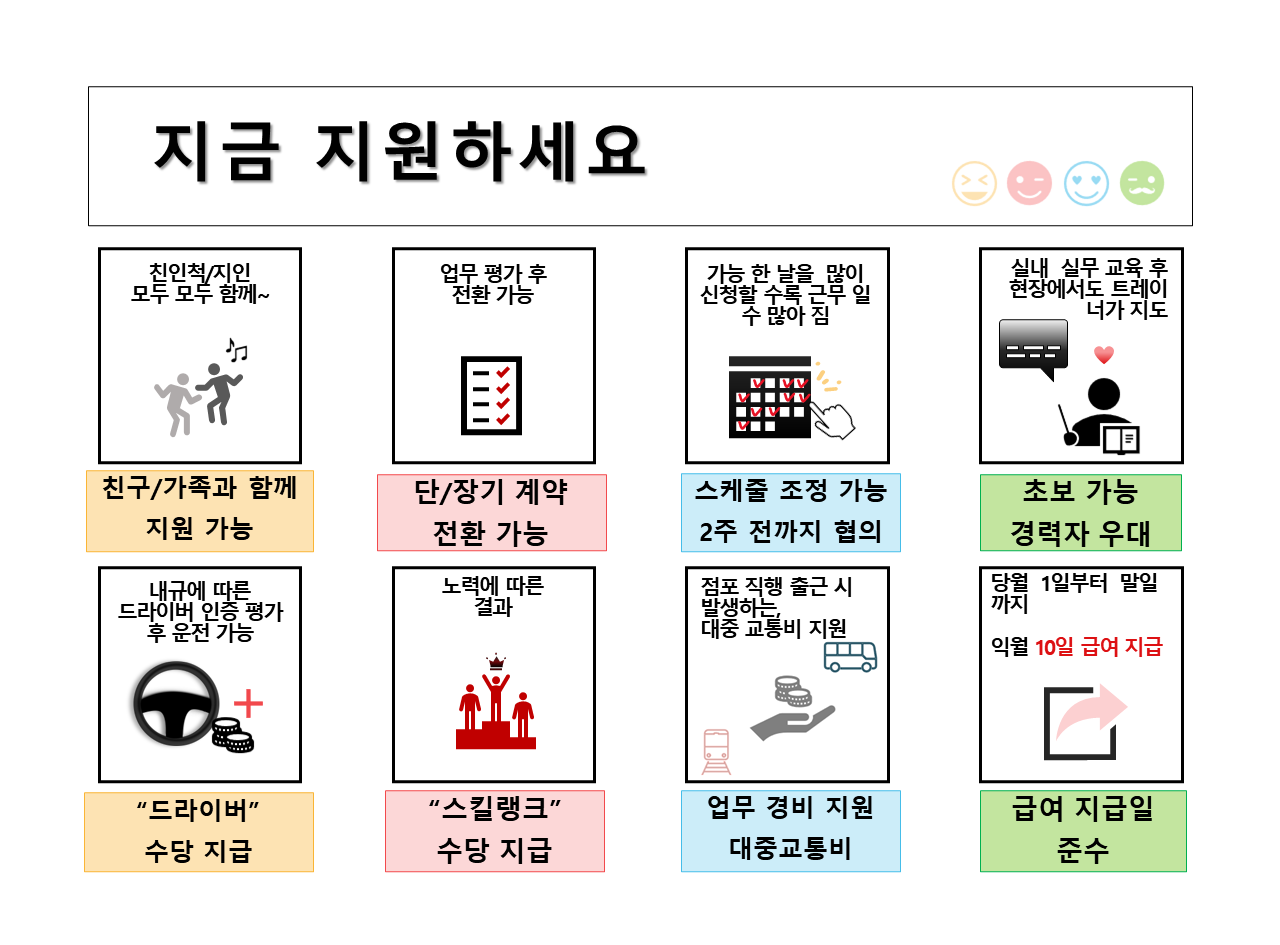 지금 지원하세요
친인척/지인
모두 모두 함께~
친구/가족과 함께
지원 가능
업무 평가 후
전환 가능
단/장기 계약
전환 가능
가능 한 날을 많이
신청할 수록 근무 일
수 많아 짐
스케줄 조정 가능
2주 전까지 협의
실내 실무 교육 후
현장에서도 트레이
너가 지도
초보 가능
경력자 우대
내규에 따른
드라이버 인증 평가
후 운전 가능
“드라이버”
수당 지급
노력에 따른
결과
“스킬랭크”
수당 지급
점포 직행 출근 시
발생하는,
대중 교통비 지원
업무 경비 지원
대중교통비
당월 1일부터 말일
까지
익월 10일 급여 지급
급여 지급일
준수